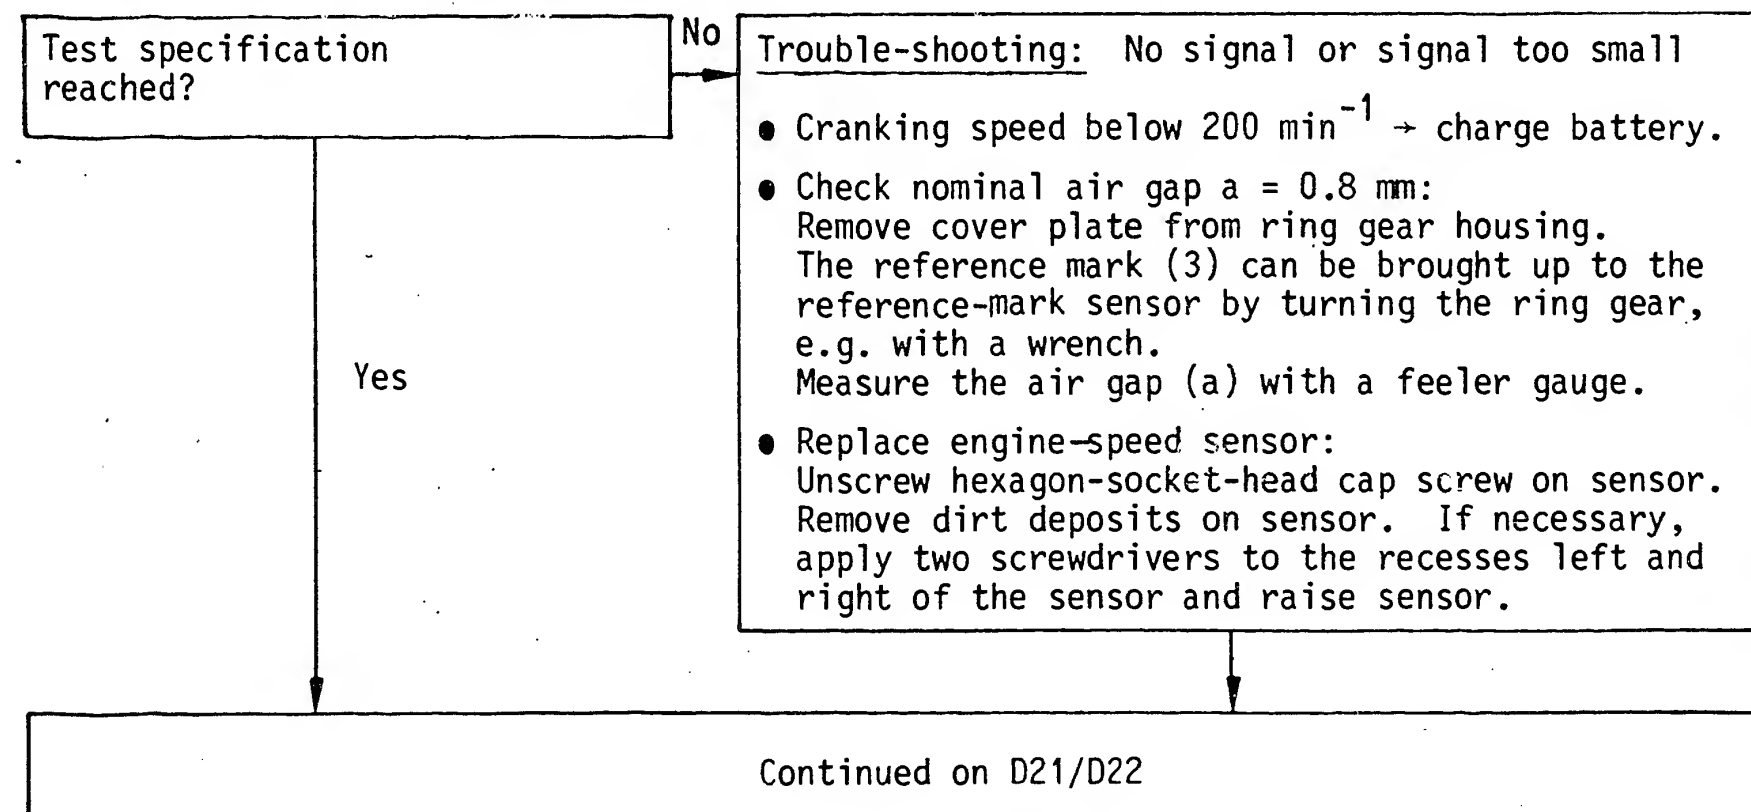 Test specification
reached?
No
Trouble-shooting: No signal or signal too small
● Cranking speed below 200 min⁻¹ → charge battery.
● Check nominal air gap a = 0.8 mm:
Remove cover plate from ring gear housing.
The reference mark (3) can be brought up to the
reference-mark sensor by turning the ring gear,
e.g. with a wrench.
Measure the air gap (a) with a feeler gauge.
● Replace engine-speed sensor:
Unscrew hexagon-socket-head cap screw on sensor.
Remove dirt deposits on sensor. If necessary,
apply two screwdrivers to the recesses left and
right of the sensor and raise sensor.
Yes
Continued on D21/D22